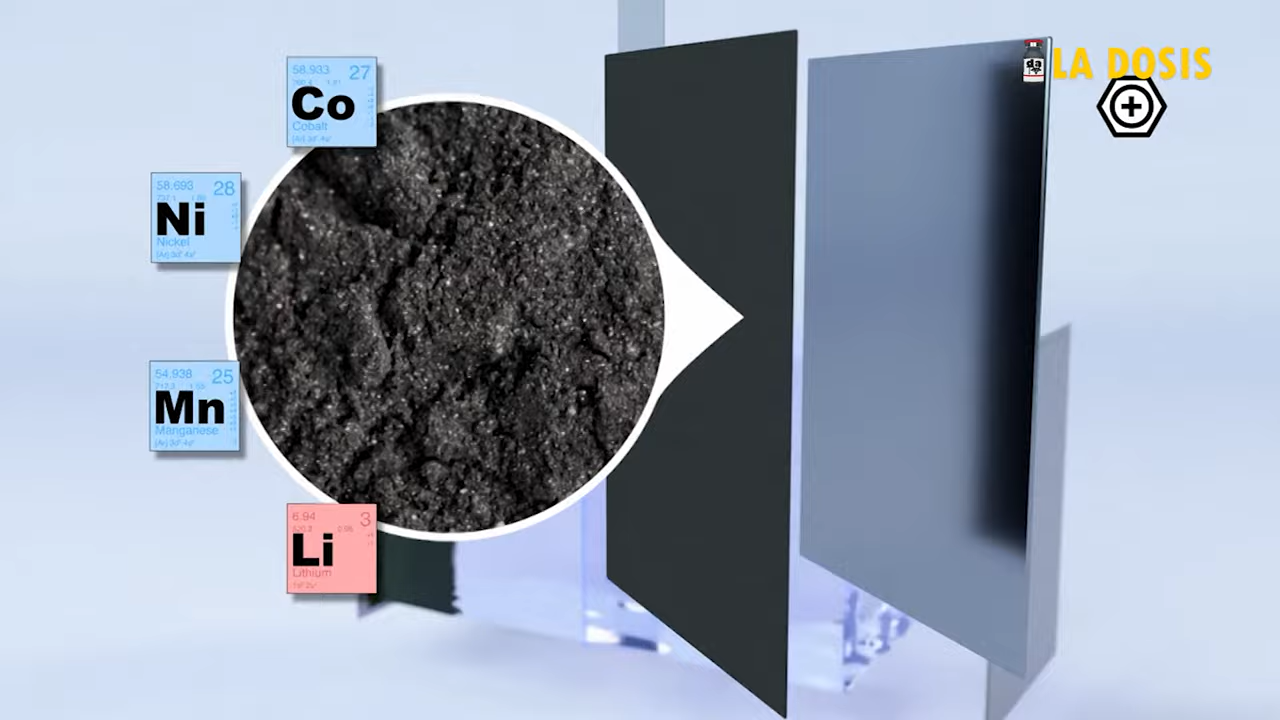 LA DOSIS
58.933 27
Co
Cobalt
58.693 28
Ni
Nickel
54.938 25
Mn
Manganese
6.94 3
Li
Lithium